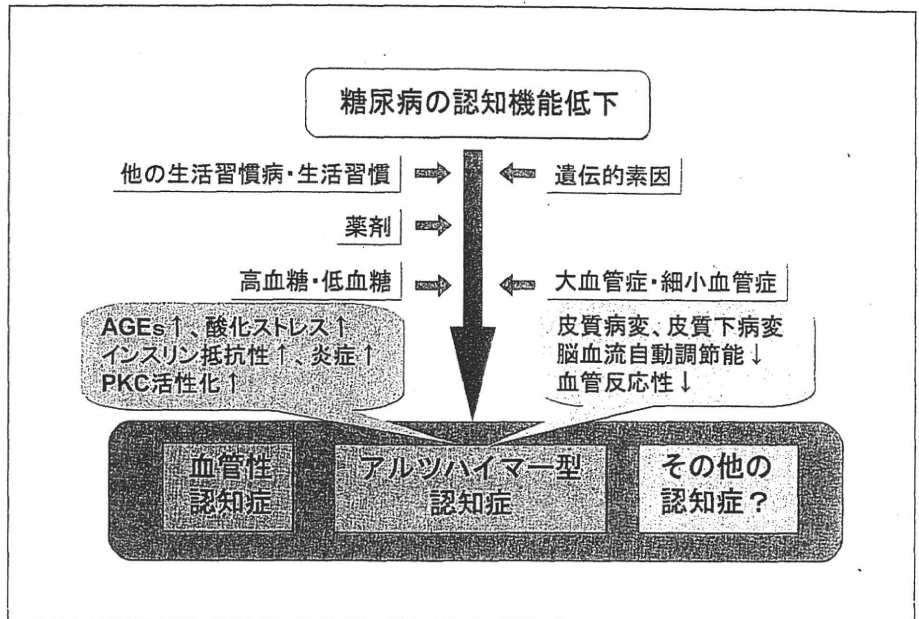 糖尿病の認知機能低下
他の生活習慣病・生活習慣
遺伝的素因
薬剤
高血糖・低血糖
大血管症・細小血管症
AGEs↑、酸化ストレス↑
インスリン抵抗性↑、炎症↑
PKC活性化↑
皮質病変、皮質下病変
脳血流自動調節能↓
血管反応性↓
血管性
認知症
アルツハイマー型
認知症
その他の
認知症？